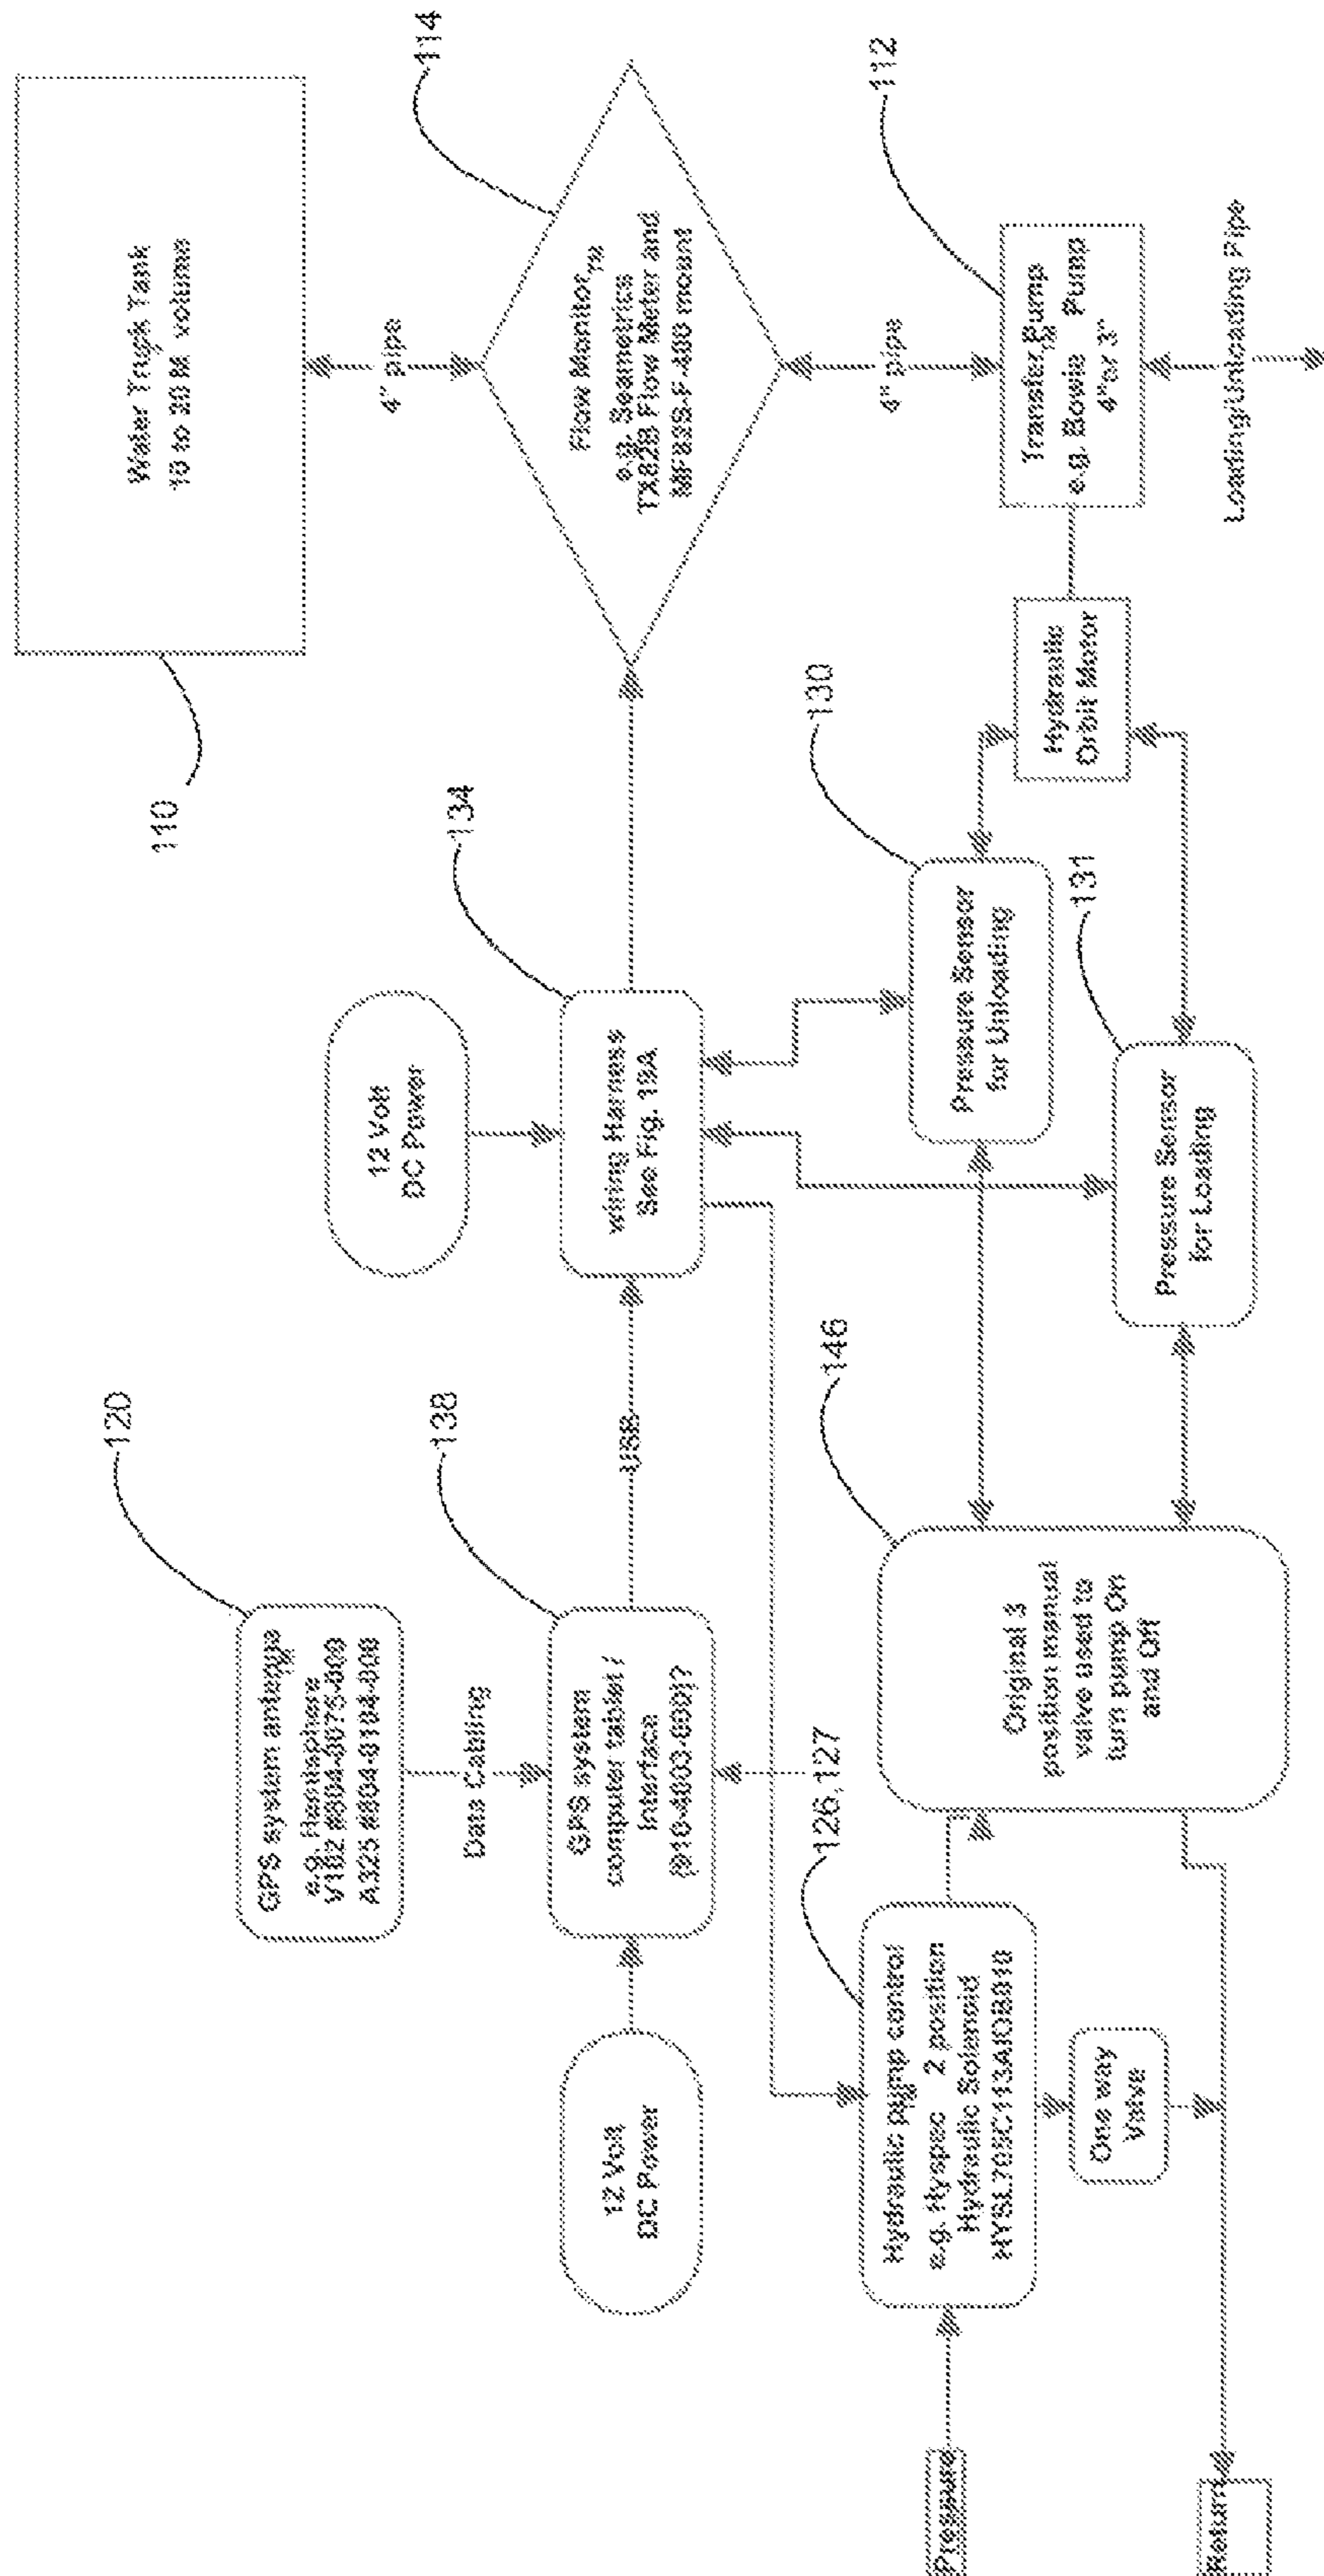 Water Truck Tank
10 to 20 M volume
110
4" pipe
Flow Monitor
e.g. Seametrics
TX82B Flow Meter and
MF82S-F-400 mount
114
4" pipe
Transfer Pump
e.g. Bowie Pump
4" or 3"
112
Loading/Unloading Pipe
Hydraulic
Orbit Motor
12 Volt
DC Power
wiring Harness
See Fig. 13A
134
Pressure Sensor
for Unloading
130
Pressure Sensor
for Loading
131
GPS system antenna
e.g. Hemisphere
120
Data Cabling
GPS system
computer tablet /
Interface
138
USB
12 Volt
DC Power
Original 3
position manual
valve used to
turn pump On
and Off
146
Hydraulic pump control
e.g. Hyspec 2 position
Hydraulic Solenoid
126,127
One way
Valve
Pressure
Return